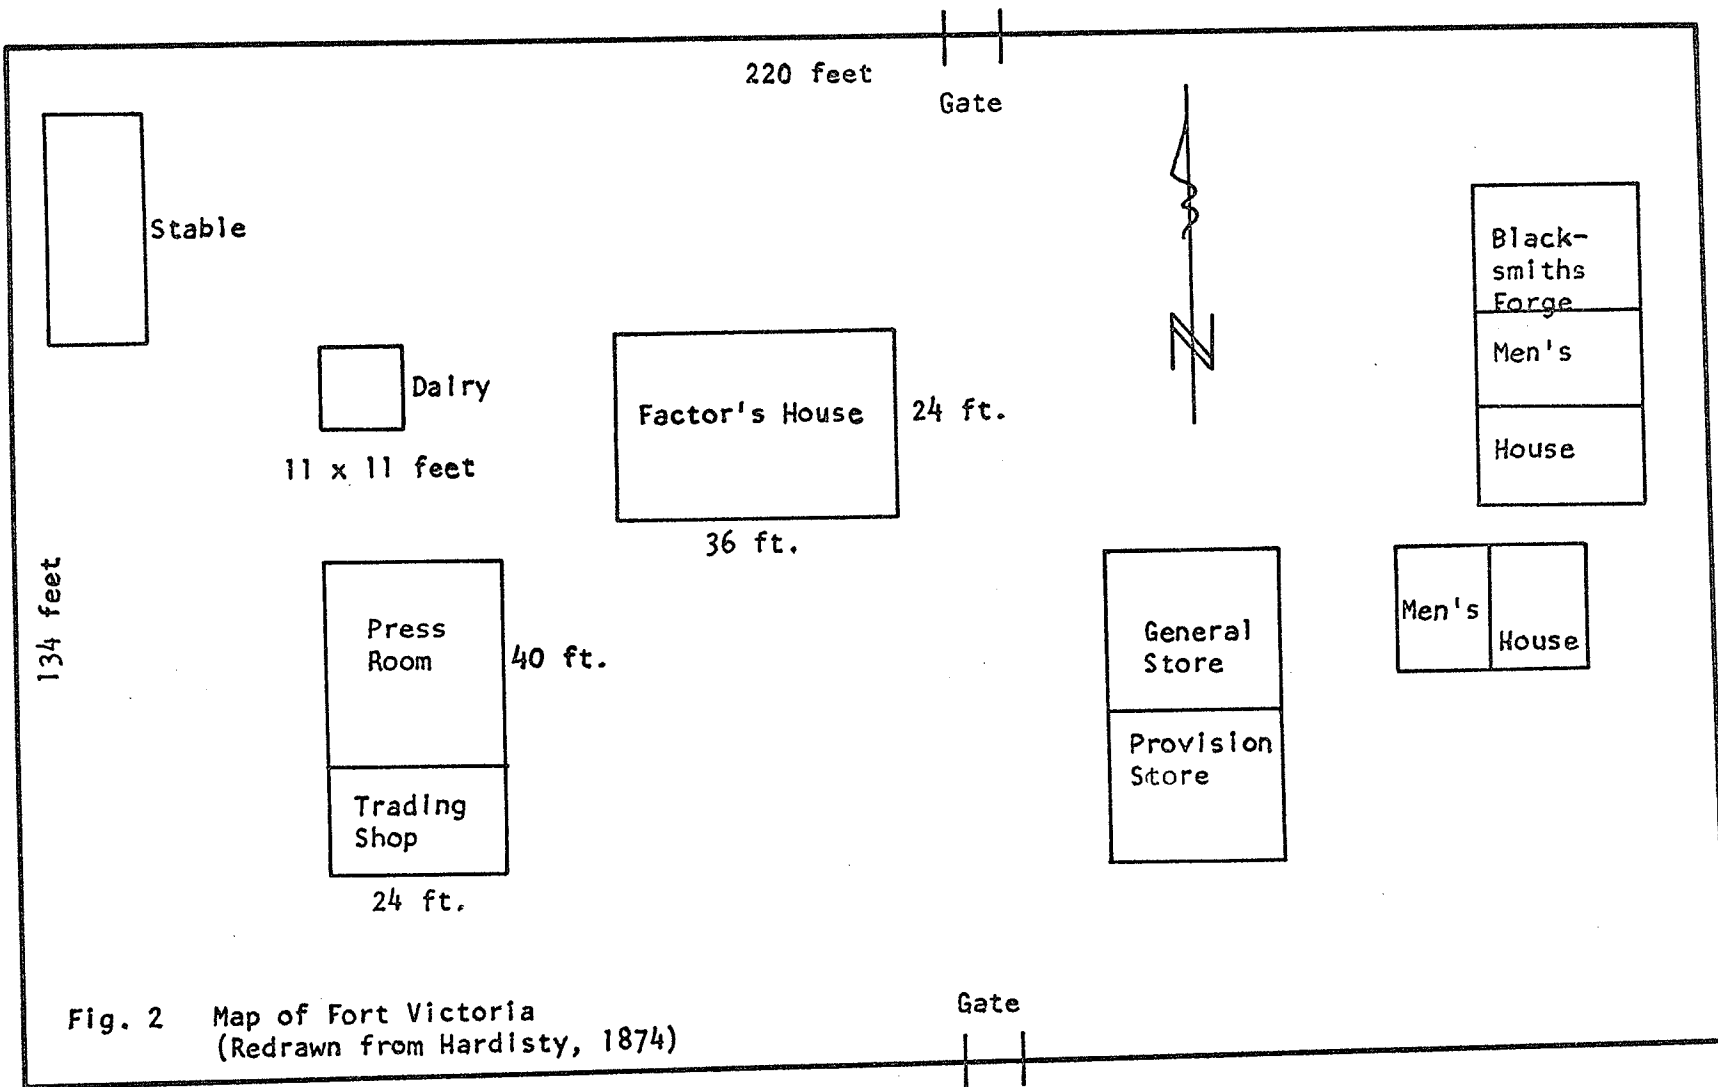 220 feet
Gate
Stable
Black-
smiths
Forge
Men's
House
N
Dairy
11 x 11 feet
Factor's House
24 ft.
36 ft.
134 feet
Press
Room
40 ft.
Trading
Shop
24 ft.
General
Store
Provision
Store
Men's
House
Gate
Fig. 2 Map of Fort Victoria
(Redrawn from Hardisty, 1874)